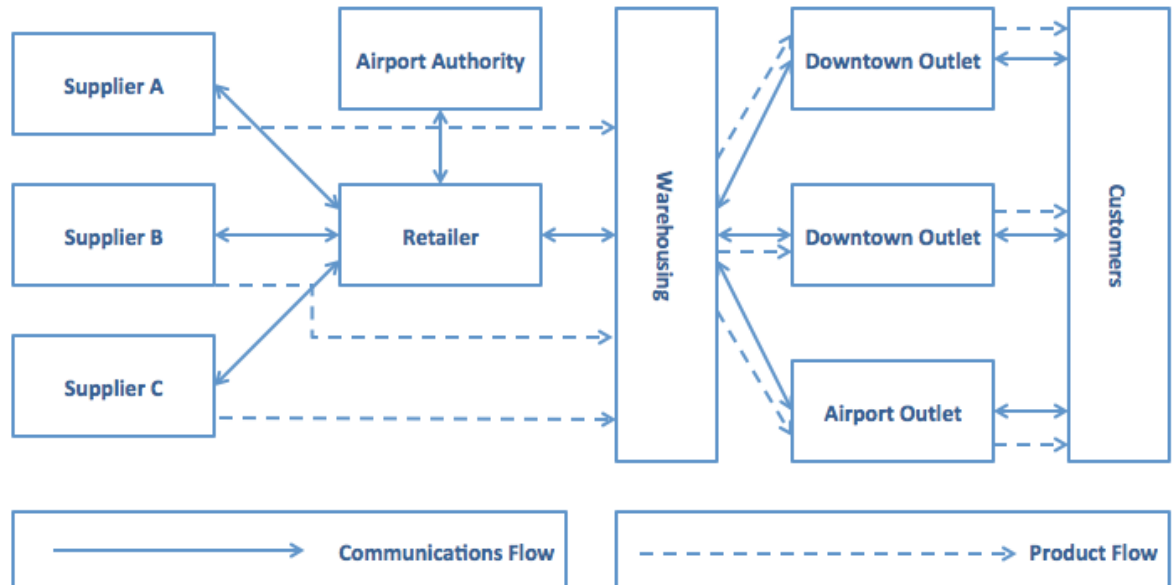 Supplier A
Airport Authority
Downtown Outlet
Supplier B
Retailer
Warehousing
Downtown Outlet
Customers
Supplier C
Airport Outlet
Communications Flow
Product Flow